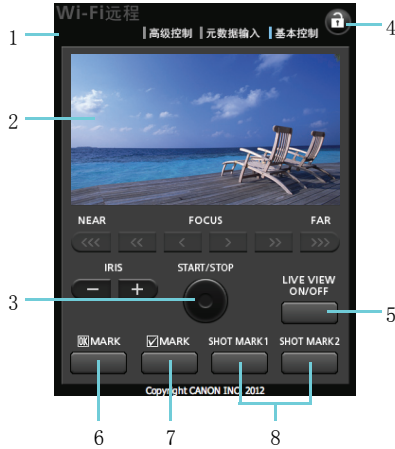 Wi-Fi远程
高级控制 元数据输入 基本控制
1
4
2
NEAR FOCUS FAR
<<< << < > >> >>>
IRIS START/STOP
− +
LIVE VIEW
ON/OFF
3
5
OK MARK ✓ MARK SHOT MARK1 SHOT MARK2
Copyright CANON INC. 2012
6 7 8